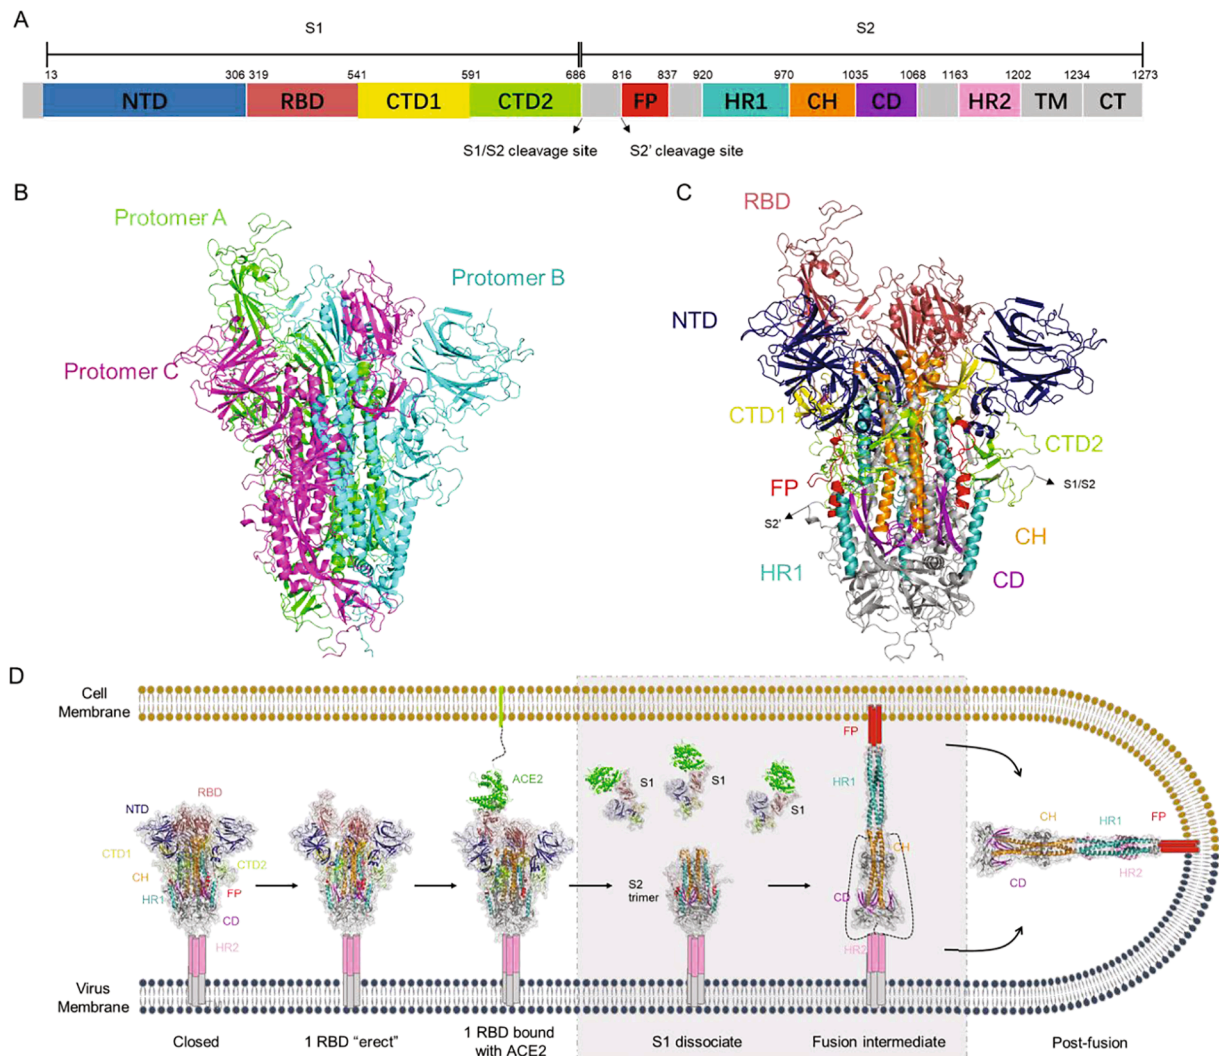 A
S1
S2
13 306 319 541 591 686 816 837 920 970 1035 1068 1163 1202 1234 1273
NTD RBD CTD1 CTD2 FP HR1 CH CD HR2 TM CT
S1/S2 cleavage site S2' cleavage site
B
Protomer A
Protomer B
Protomer C
C
RBD
NTD
CTD1
CTD2
S1/S2
FP
S2'
CH
HR1
CD
D
Cell
Membrane
FP
ACE2
S1
S1
S1
HR1
RBD
NTD
CTD1
CTD2
CH
HR1
FP
CD
HR2
S2
trimer
CH
CD
HR2
CH
HR1
FP
CD
HR2
Virus
Membrane
Closed
1 RBD "erect"
1 RBD bound
with ACE2
S1 dissociate
Fusion intermediate
Post-fusion